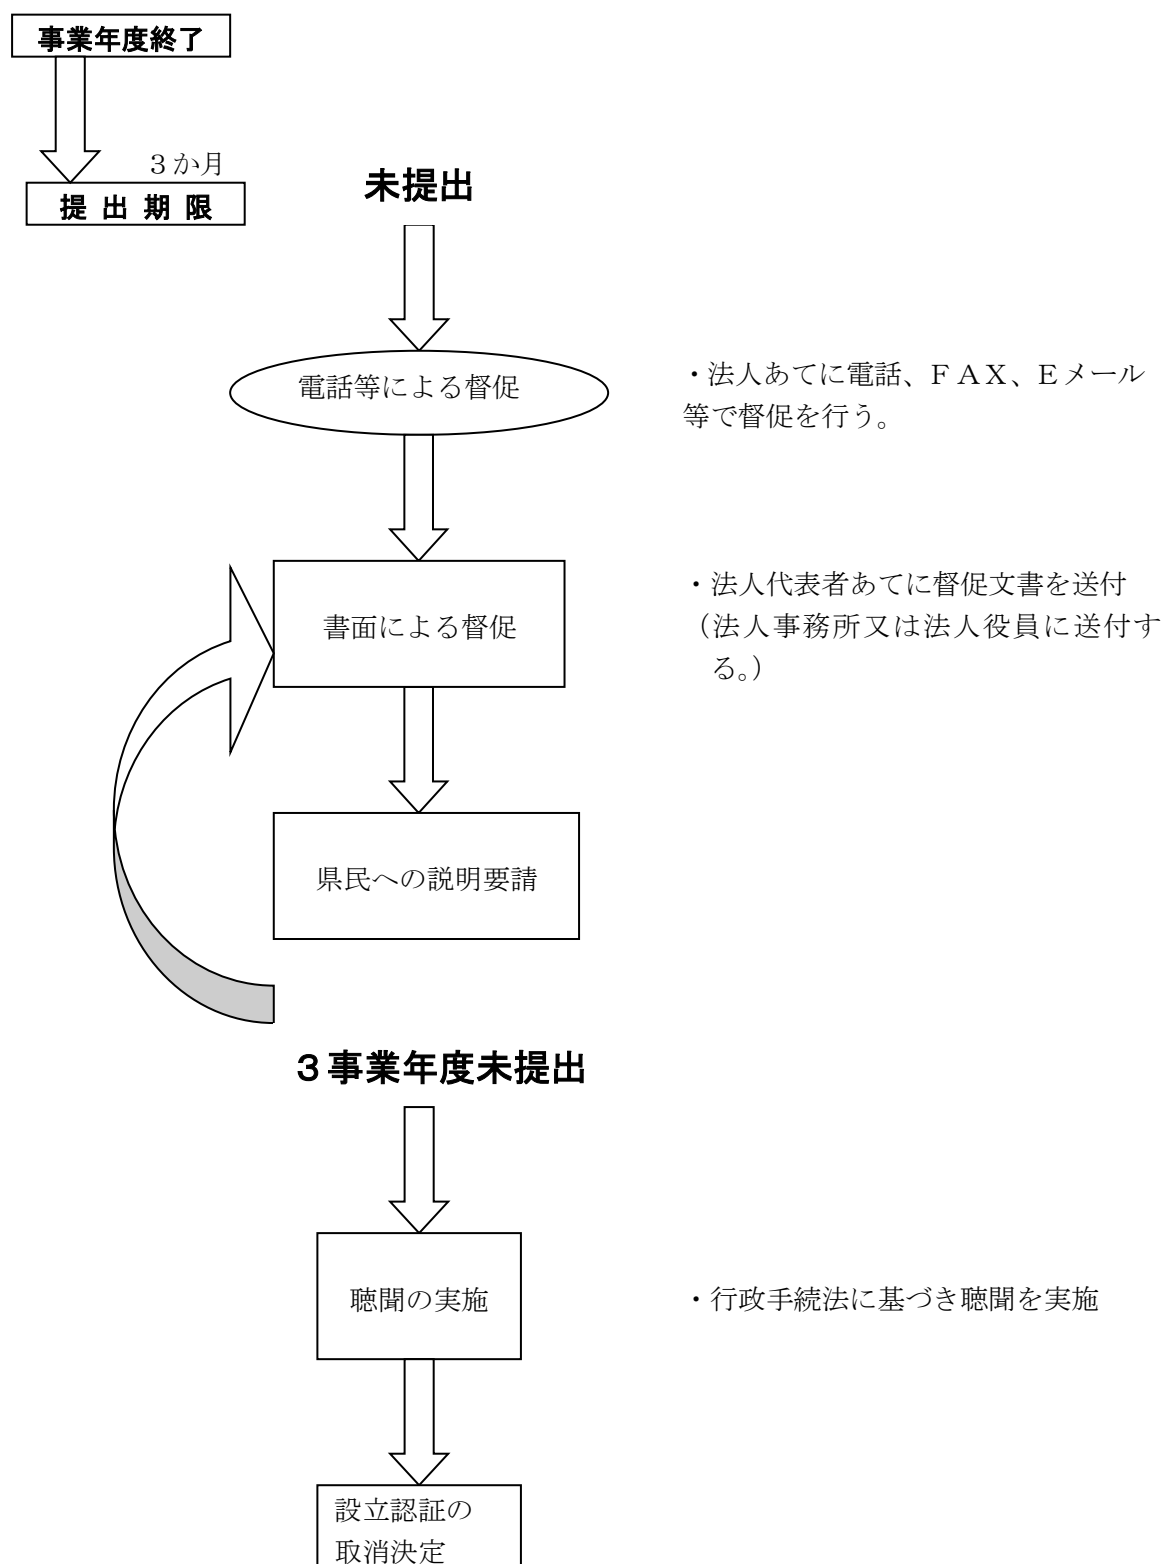 事業年度終了
３か月
提 出 期 限
未提出
電話等による督促
・法人あてに電話、ＦＡＸ、Ｅメール
等で督促を行う。
書面による督促
・法人代表者あてに督促文書を送付
（法人事務所又は法人役員に送付す
る。）
県民への説明要請
３事業年度未提出
聴聞の実施
・行政手続法に基づき聴聞を実施
設立認証の
取消決定